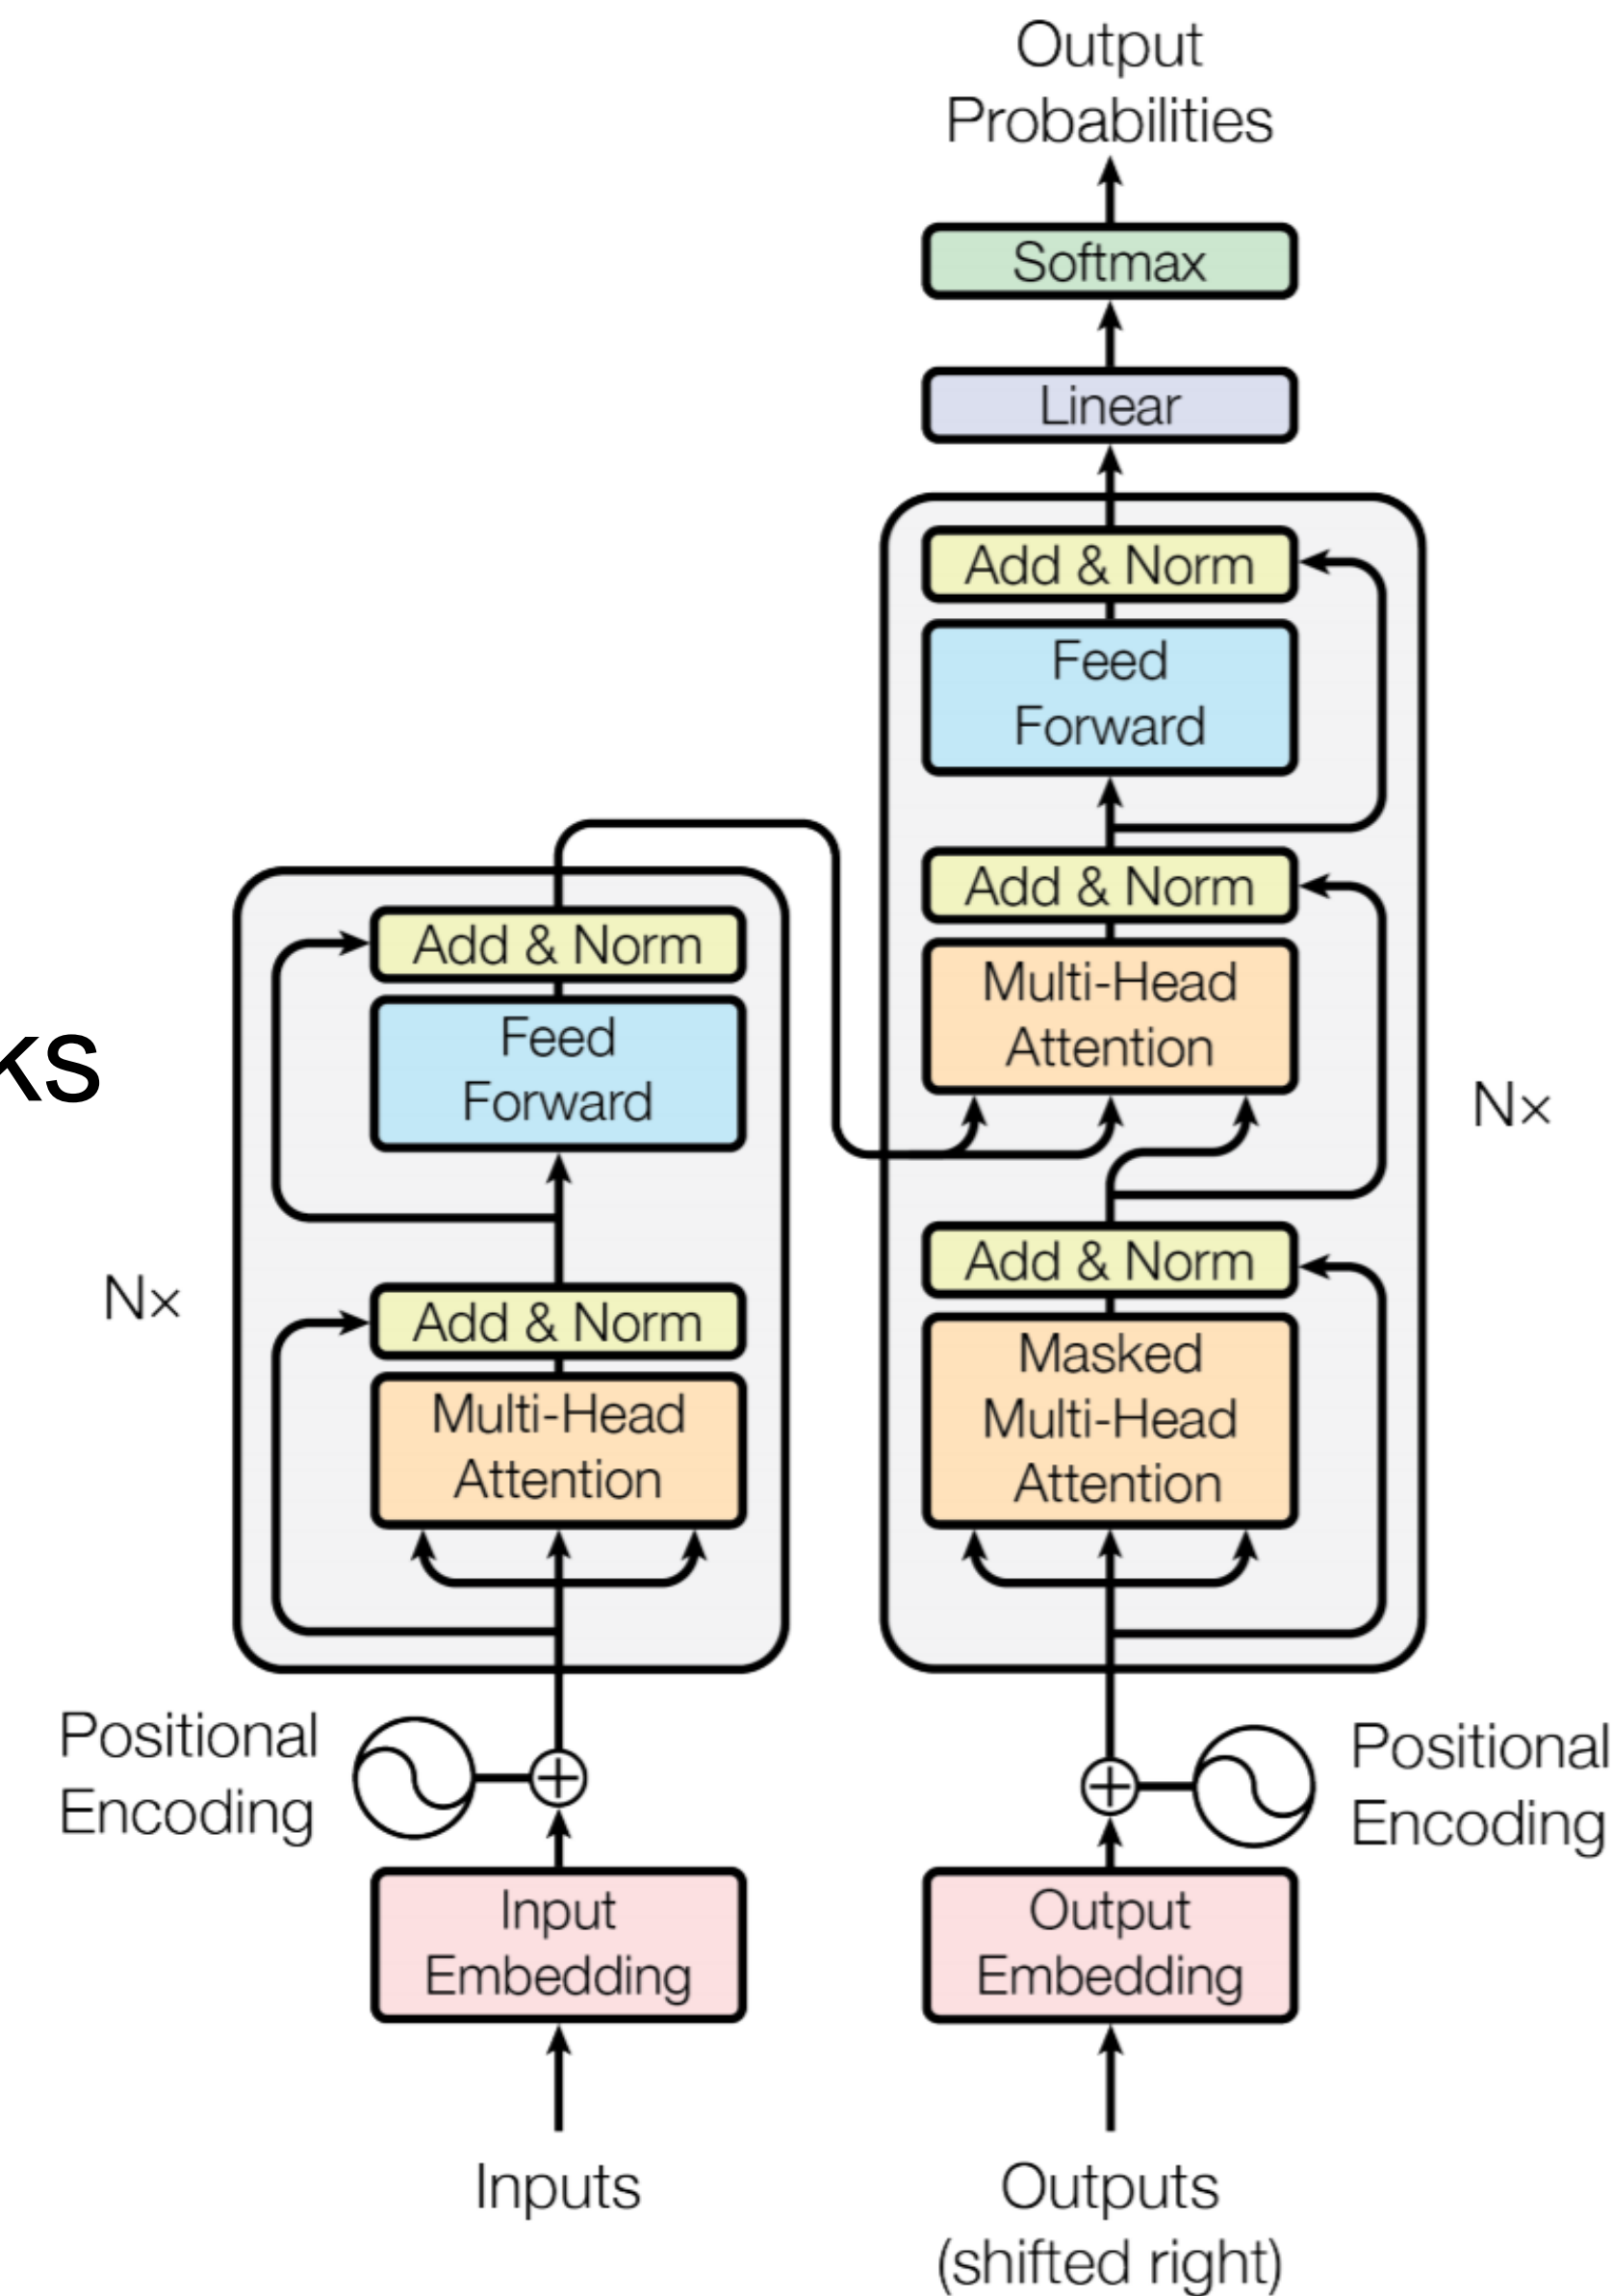 Output
Probabilities
Softmax
Linear
Add & Norm
Feed
Forward
Add & Norm
Multi-Head
Attention
Nx
Add & Norm
Masked
Multi-Head
Attention
Add & Norm
Feed
Forward
ks
Nx
Add & Norm
Multi-Head
Attention
Positional
Encoding
Positional
Encoding
Input
Embedding
Output
Embedding
Inputs
Outputs
(shifted right)